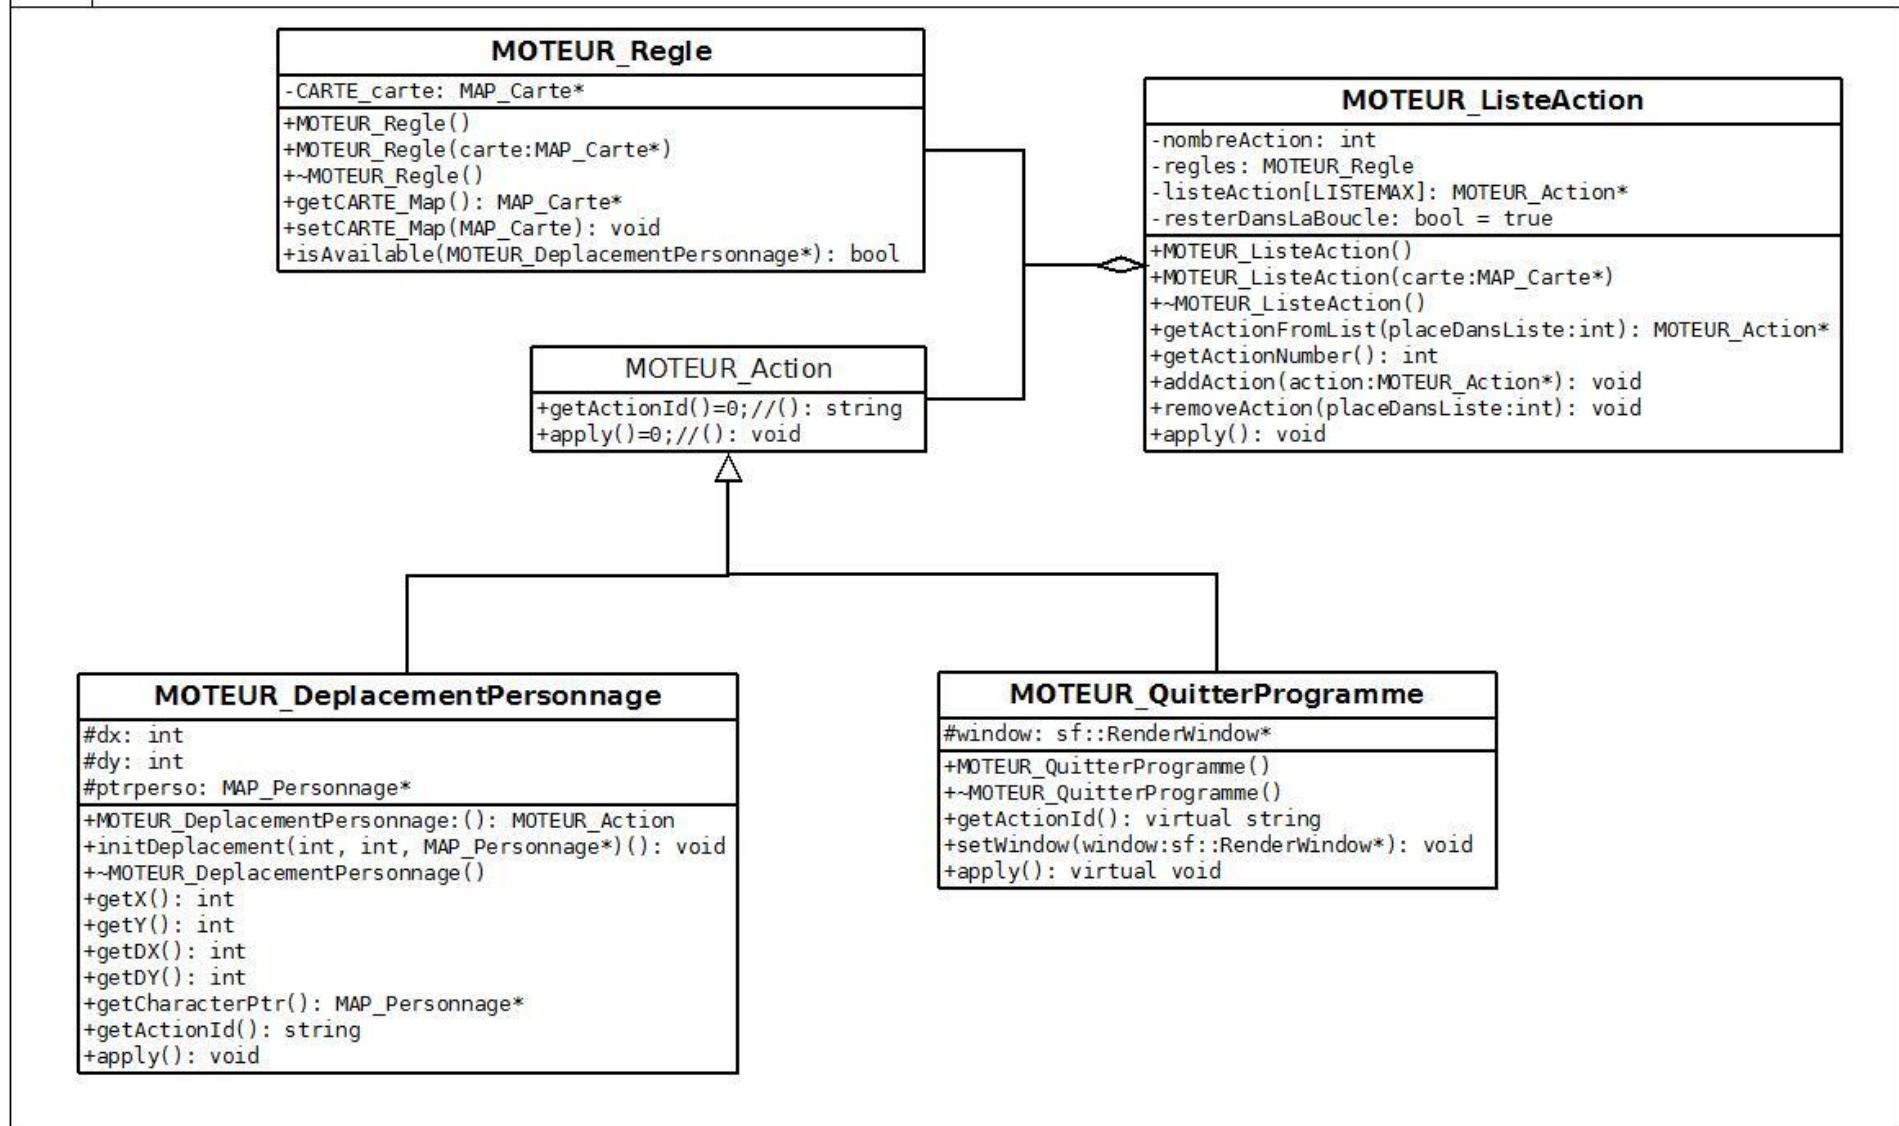 MOTEUR_Regle
-CARTE_carte: MAP_Carte*
+MOTEUR_Regle()
+MOTEUR_Regle(carte:MAP_Carte*)
+~MOTEUR_Regle()
+getCARTE_Map(): MAP_Carte*
+setCARTE_Map(MAP_Carte): void
+isAvailable(MOTEUR_DeplacementPersonnage*): bool
MOTEUR_ListeAction
-nombreAction: int
-regles: MOTEUR_Regle
-listeAction[LISTEMAX]: MOTEUR_Action*
-resterDansLaBoucle: bool = true
+MOTEUR_ListeAction()
+MOTEUR_ListeAction(carte:MAP_Carte*)
+~MOTEUR_ListeAction()
+getActionFromList(placeDansListe:int): MOTEUR_Action*
+getActionNumber(): int
+addAction(action:MOTEUR_Action*): void
+removeAction(placeDansListe:int): void
+apply(): void
MOTEUR_Action
+getActionId()=0;//(): string
+apply()=0;//(): void
MOTEUR_DeplacementPersonnage
#dx: int
#dy: int
#ptrperso: MAP_Personnage*
+MOTEUR_DeplacementPersonnage:(): MOTEUR_Action
+initDeplacement(int, int, MAP_Personnage*)(): void
+~MOTEUR_DeplacementPersonnage()
+getX(): int
+getY(): int
+getDX(): int
+getDY(): int
+getCharacterPtr(): MAP_Personnage*
+getActionId(): string
+apply(): void
MOTEUR_QuitterProgramme
#window: sf::RenderWindow*
+MOTEUR_QuitterProgramme()
+~MOTEUR_QuitterProgramme()
+getActionId(): virtual string
+setWindow(window:sf::RenderWindow*): void
+apply(): virtual void